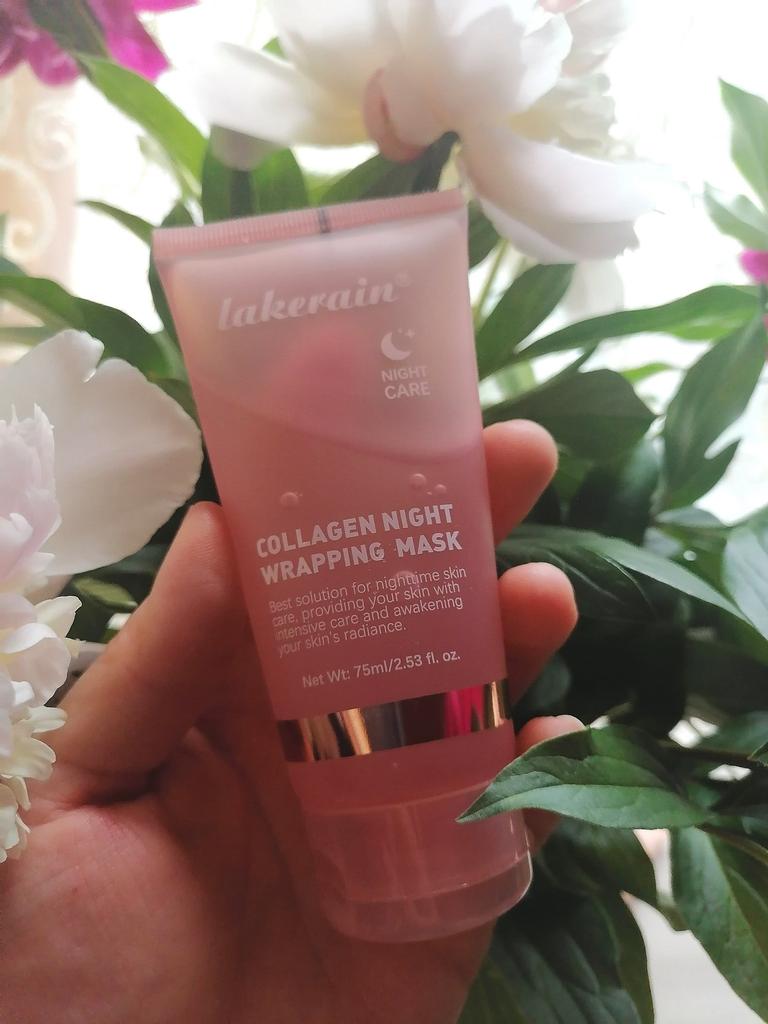 lakerain®
NIGHT
CARE
COLLAGEN NIGHT
WRAPPING MASK
Best solution for nighttime skin
care, providing your skin with
intensive care and awakening
your skin's radiance.
Net Wt: 75ml/2.53 fl. oz.